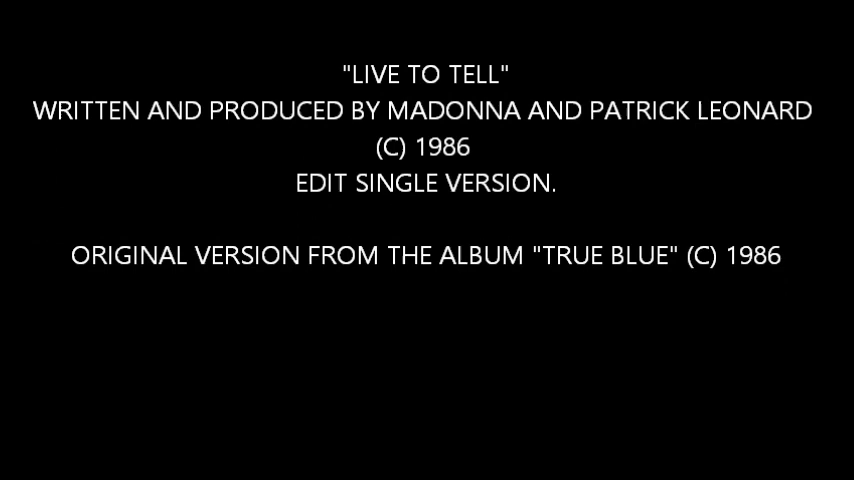 "LIVE TO TELL"
WRITTEN AND PRODUCED BY MADONNA AND PATRICK LEONARD
(C) 1986
EDIT SINGLE VERSION.
ORIGINAL VERSION FROM THE ALBUM "TRUE BLUE" (C) 1986